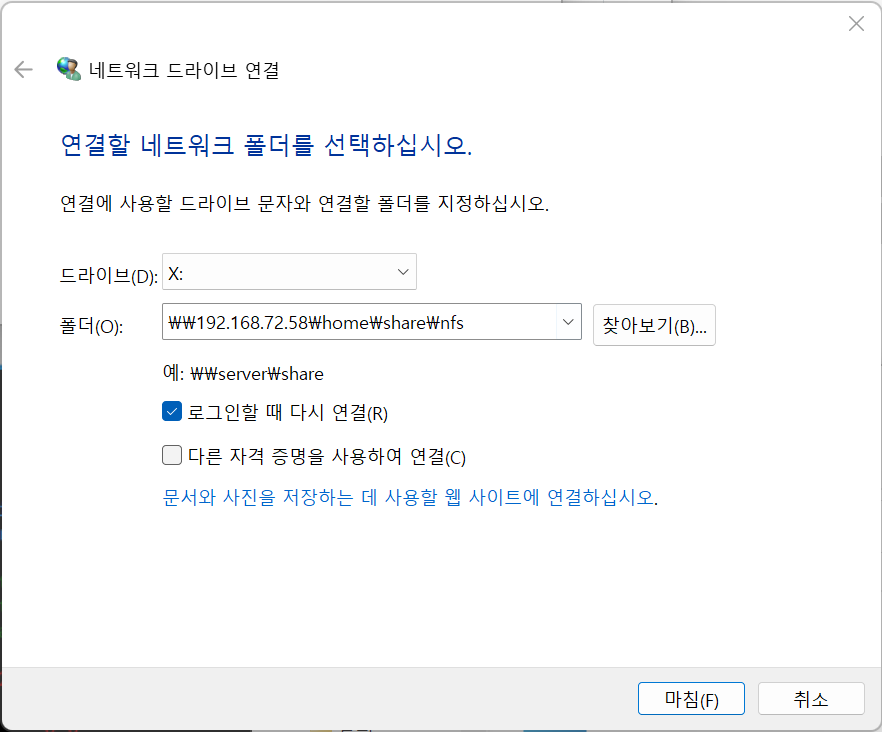 네트워크 드라이브 연결
연결할 네트워크 폴더를 선택하십시오.
연결에 사용할 드라이브 문자와 연결할 폴더를 지정하십시오.
드라이브(D): X:
폴더(O): ₩₩192.168.72.58₩home₩share₩nfs 찾아보기(B)...
예: ₩₩server₩share
로그인할 때 다시 연결(R)
다른 자격 증명을 사용하여 연결(C)
문서와 사진을 저장하는 데 사용할 웹 사이트에 연결하십시오.
마침(F) 취소